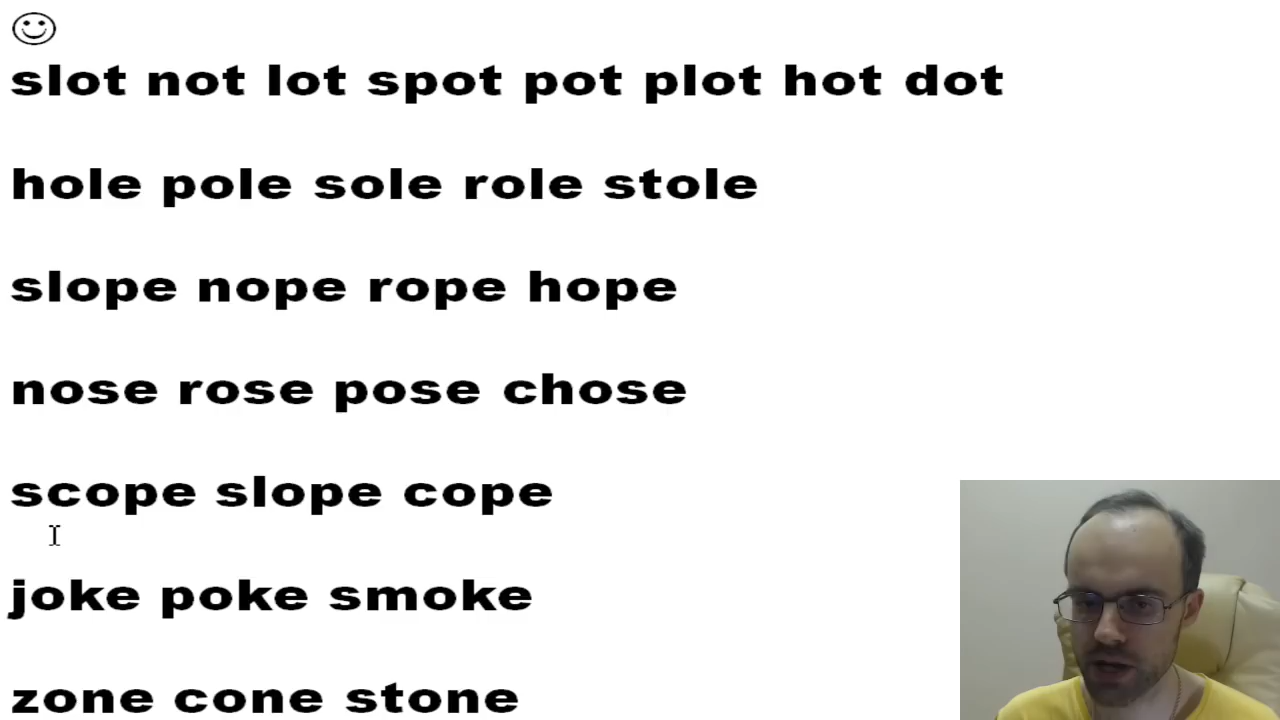 slot not lot spot pot plot hot dot
hole pole sole role stole
slope nope rope hope
nose rose pose chose
scope slope cope
joke poke smoke
zone cone stone